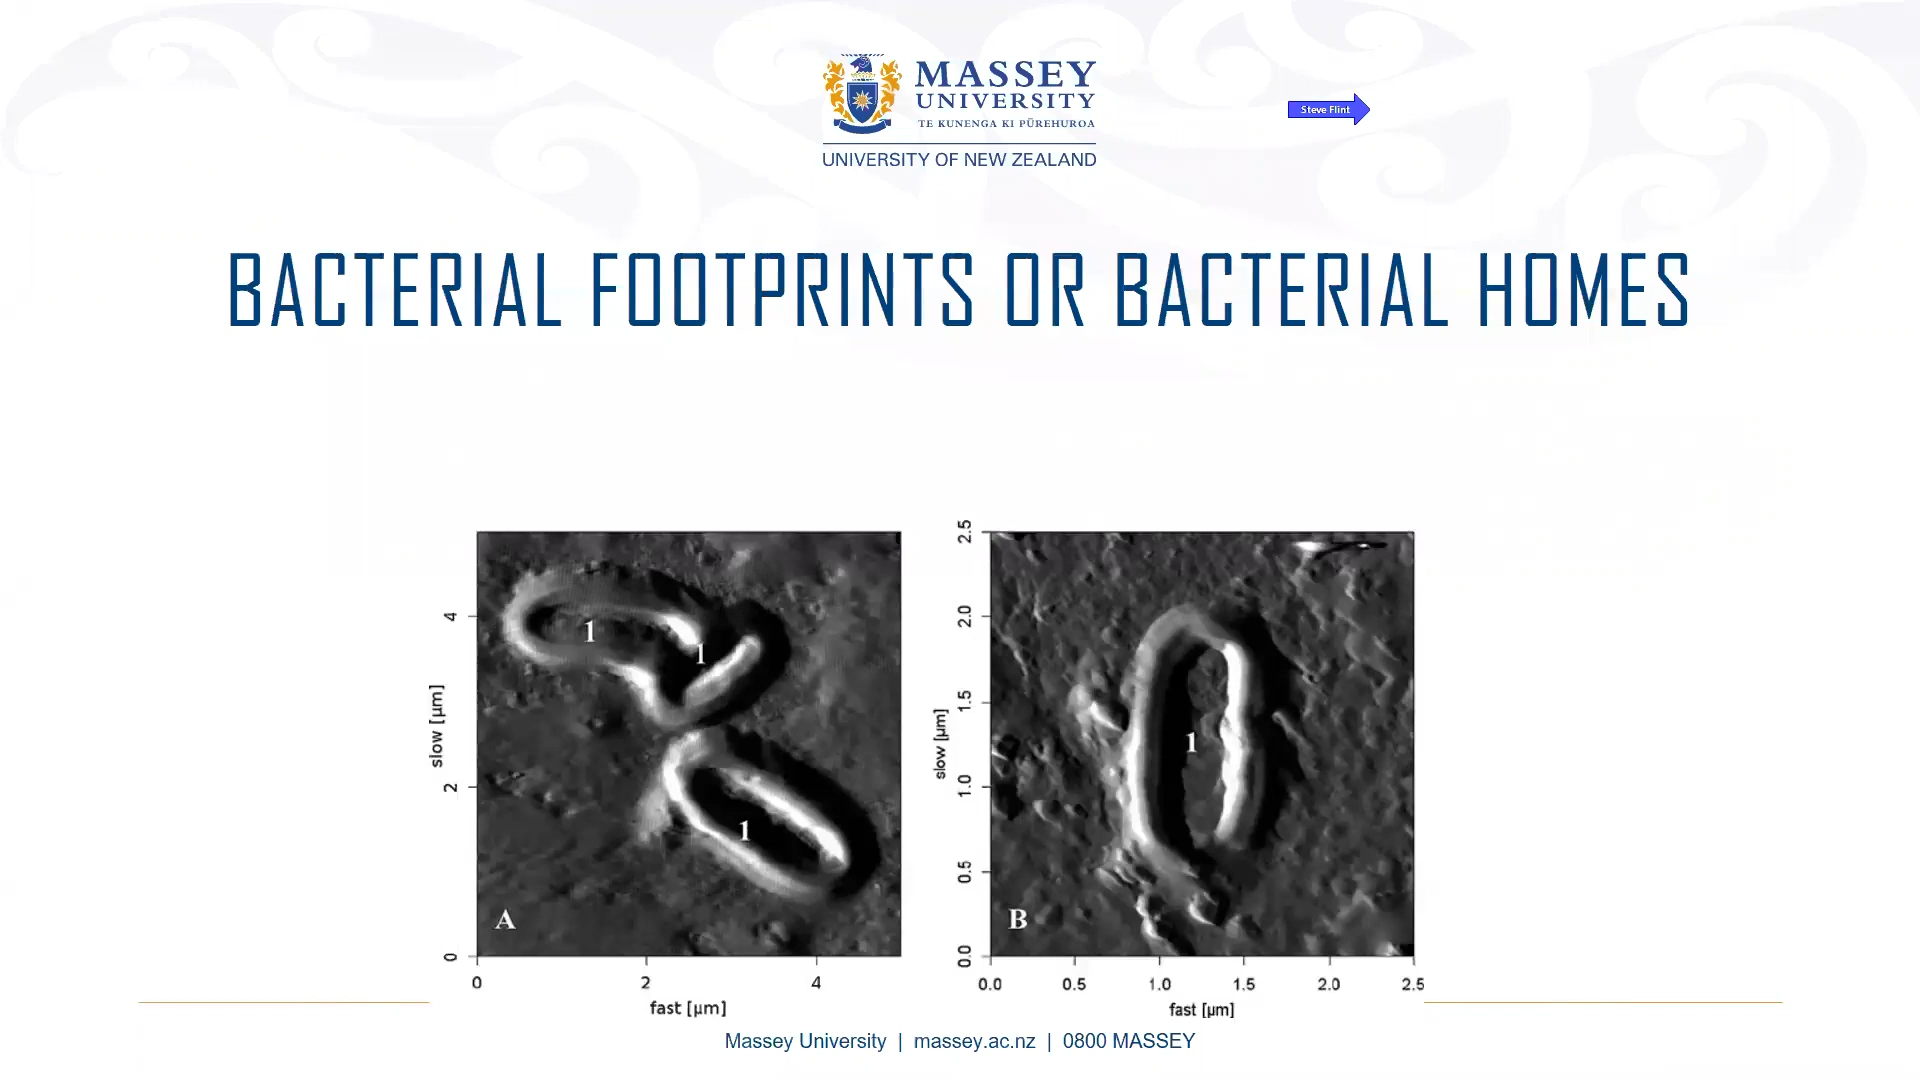 MASSEY
UNIVERSITY
TE KUNENGA KI PŪREHUROA
UNIVERSITY OF NEW ZEALAND
Steve Flint
BACTERIAL FOOTPRINTS OR BACTERIAL HOMES
slow [µm]
4
2
0
1
1
1
A
0 2 4
fast [µm]
slow [µm]
2.5
2.0
1.5
1.0
0.5
0.0
1
B
0.0 0.5 1.0 1.5 2.0 2.5
fast [µm]
Massey University | massey.ac.nz | 0800 MASSEY